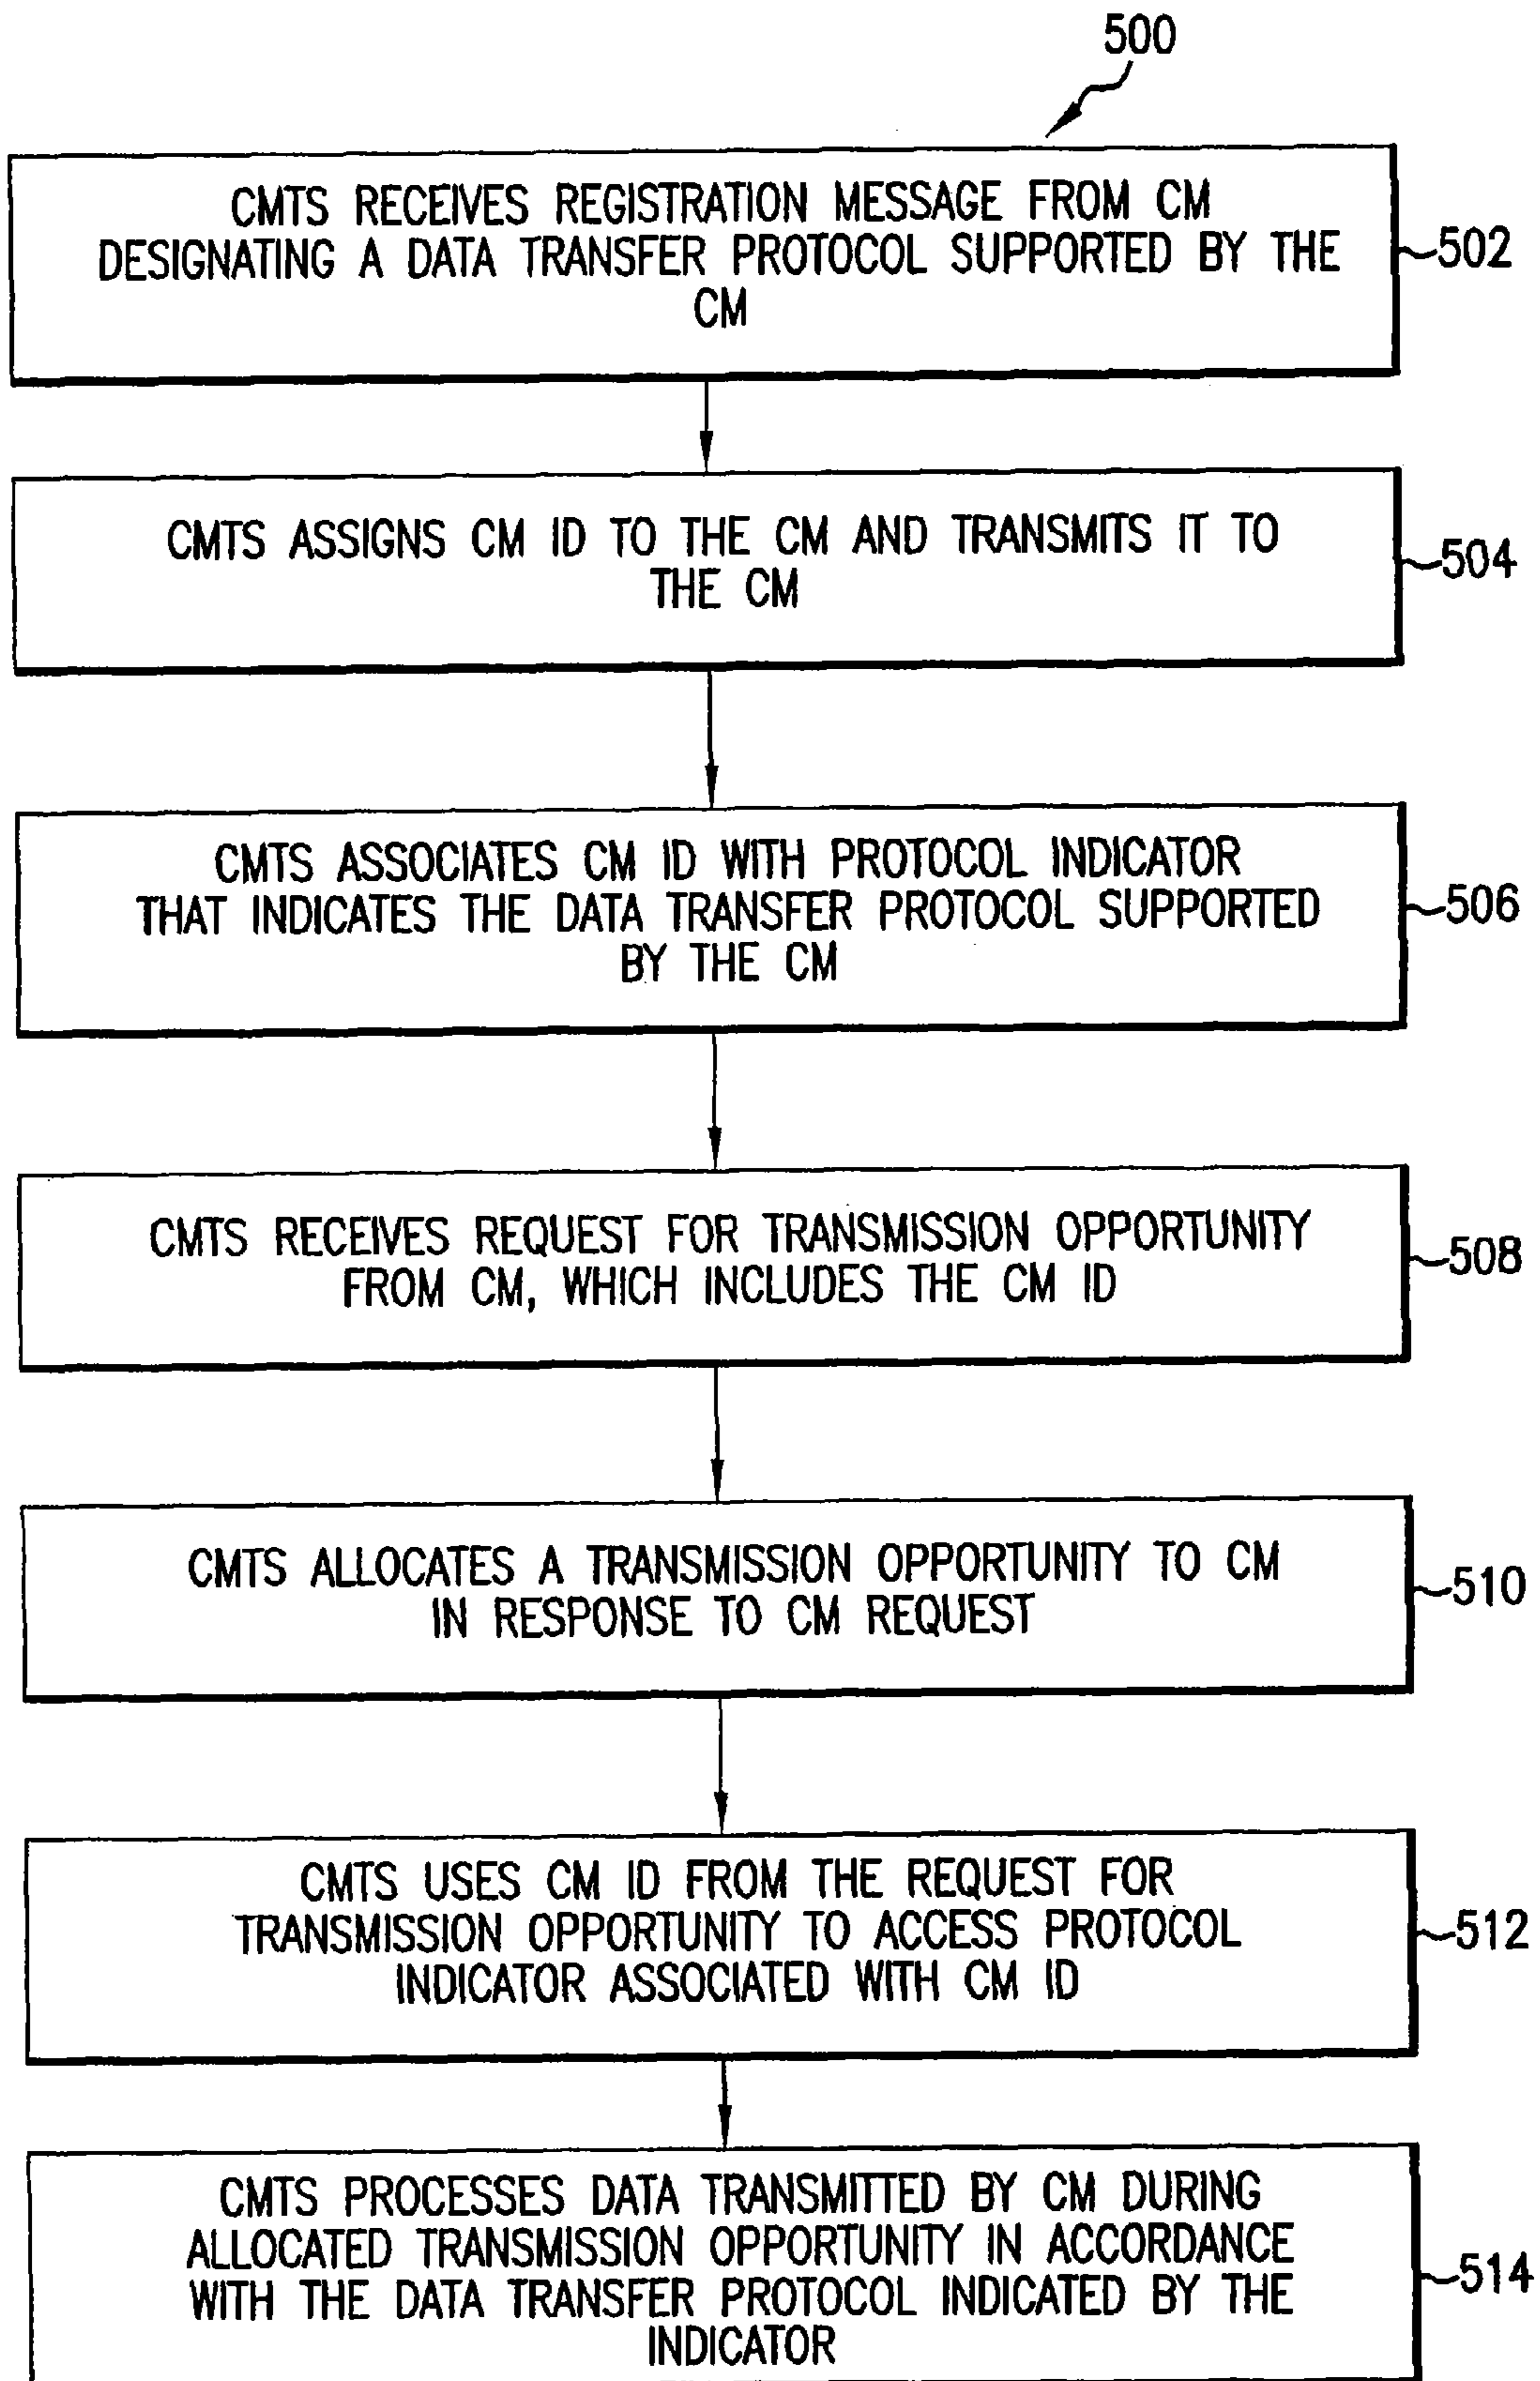 500
CMTS RECEIVES REGISTRATION MESSAGE FROM CM
DESIGNATING A DATA TRANSFER PROTOCOL SUPPORTED BY THE
CM
502
CMTS ASSIGNS CM ID TO THE CM AND TRANSMITS IT TO
THE CM
504
CMTS ASSOCIATES CM ID WITH PROTOCOL INDICATOR
THAT INDICATES THE DATA TRANSFER PROTOCOL SUPPORTED
BY THE CM
506
CMTS RECEIVES REQUEST FOR TRANSMISSION OPPORTUNITY
FROM CM, WHICH INCLUDES THE CM ID
508
CMTS ALLOCATES A TRANSMISSION OPPORTUNITY TO CM
IN RESPONSE TO CM REQUEST
510
CMTS USES CM ID FROM THE REQUEST FOR
TRANSMISSION OPPORTUNITY TO ACCESS PROTOCOL
INDICATOR ASSOCIATED WITH CM ID
512
CMTS PROCESSES DATA TRANSMITTED BY CM DURING
ALLOCATED TRANSMISSION OPPORTUNITY IN ACCORDANCE
WITH THE DATA TRANSFER PROTOCOL INDICATED BY THE
INDICATOR
514